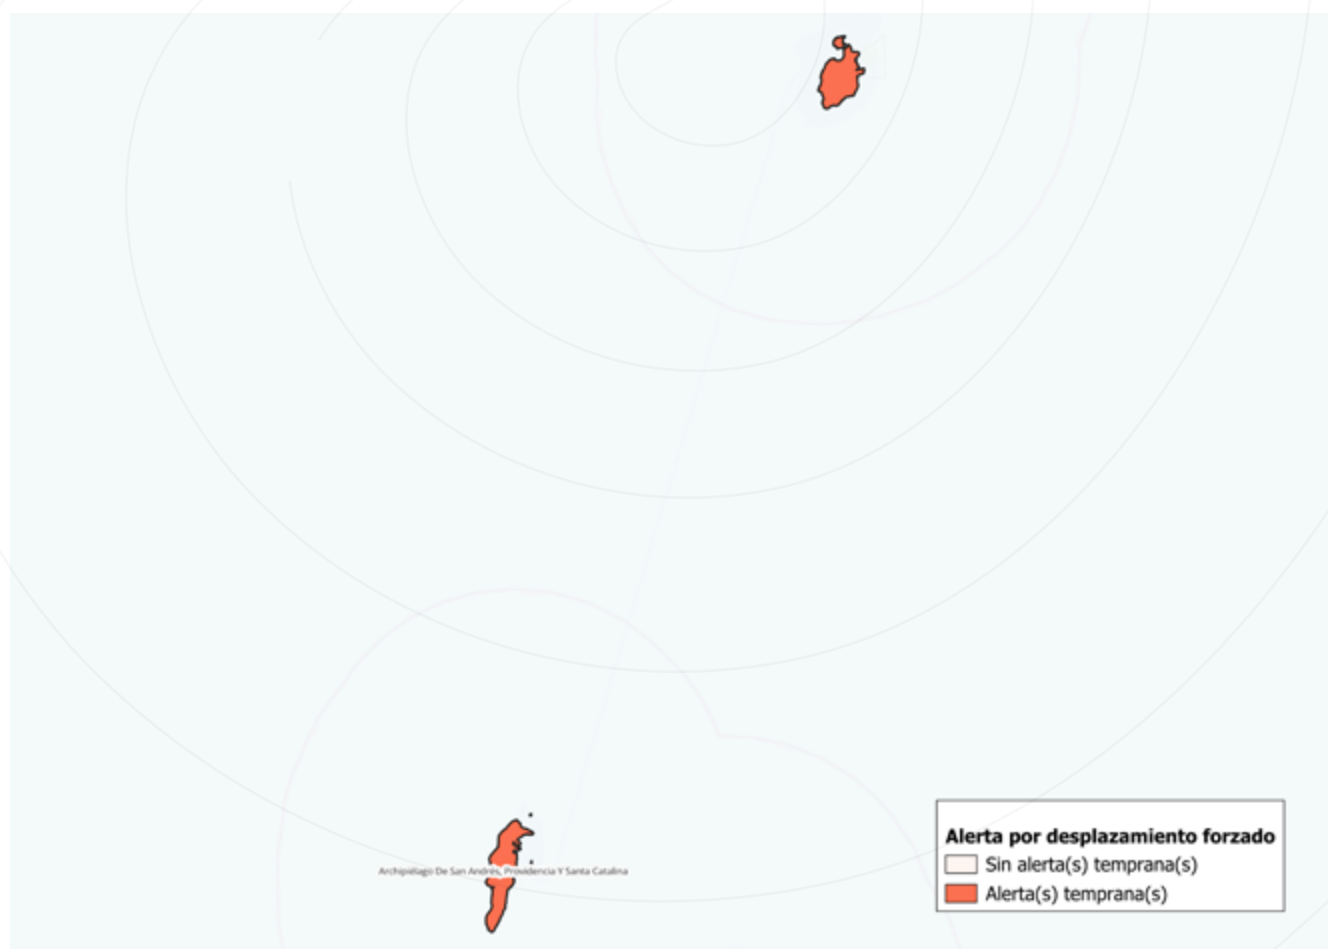 Archipiélago De San Andrés, Providencia Y Santa Catalina
Alerta por desplazamiento forzado
Sin alerta(s) temprana(s)
Alerta(s) temprana(s)